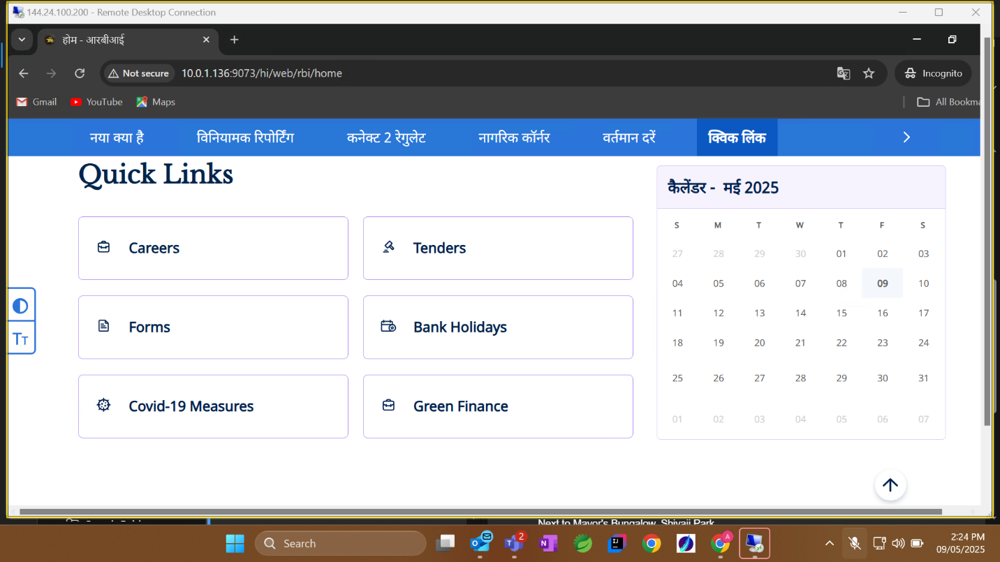 144.24.100.200 - Remote Desktop Connection
होम - आरबीआई
Not secure
10.0.1.136:9073/hi/web/rbi/home
Incognito
Gmail
YouTube
Maps
All Bookma
नया क्या है
विनियामक रिपोर्टिंग
कनेक्ट 2 रेगुलेट
नागरिक कॉर्नर
वर्तमान दरें
क्विक लिंक
Quick Links
Careers
Tenders
Forms
Bank Holidays
Covid-19 Measures
Green Finance
कैलेंडर - मई 2025
S M T W T F S
27 28 29 30 01 02 03
04 05 06 07 08 09 10
11 12 13 14 15 16 17
18 19 20 21 22 23 24
25 26 27 28 29 30 31
01 02 03 04 05 06 07
TT
Next to Mayor's Bungalow, Shivaji Park
Search
2
A
2:24 PM
09/05/2025